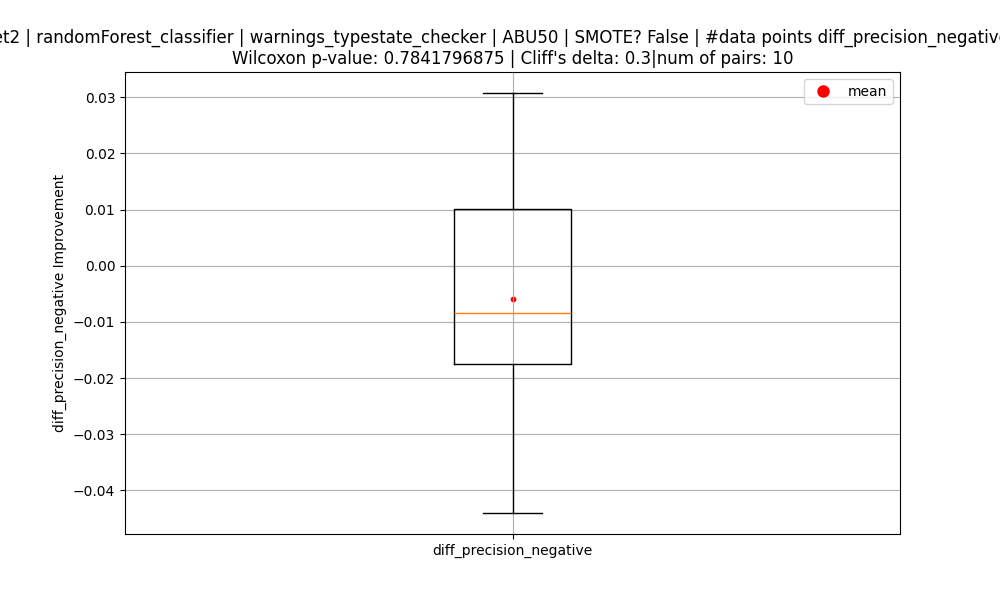 et2 | randomForest_classifier | warnings_typestate_checker | ABU50 | SMOTE? False | #data points diff_precision_negative
Wilcoxon p-value: 0.7841796875 | Cliff's delta: 0.3|num of pairs: 10
mean
0.03
0.02
0.01
0.00
−0.01
−0.02
−0.03
−0.04
diff_precision_negative Improvement
diff_precision_negative